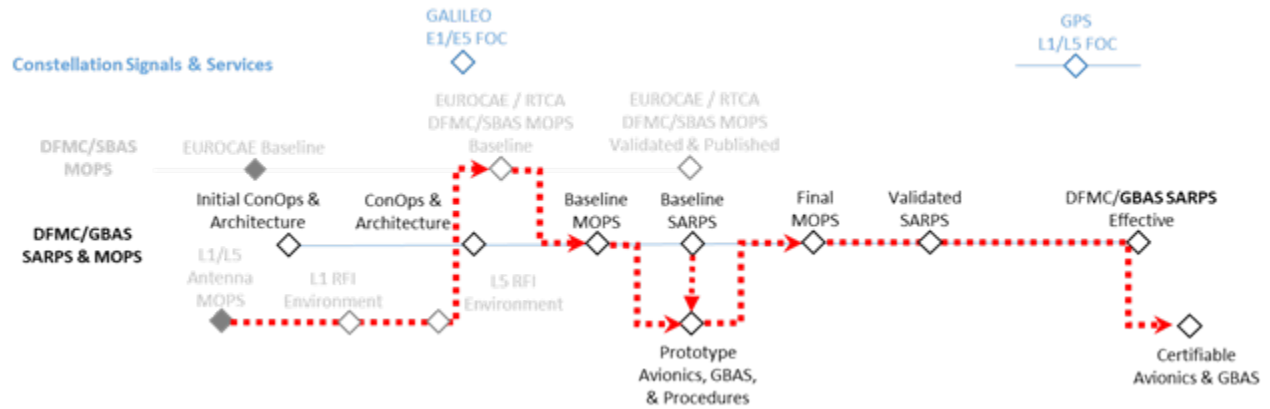 GALILEO
E1/E5 FOC
GPS
L1/L5 FOC
Constellation Signals & Services
EUROCAE / RTCA
DFMC/SBAS MOPS
Baseline
EUROCAE / RTCA
DFMC/SBAS MOPS
Validated & Published
DFMC/SBAS
MOPS
EUROCAE Baseline
Initial ConOps &
Architecture
ConOps &
Architecture
Baseline
MOPS
Baseline
SARPS
Final
MOPS
Validated
SARPS
DFMC/GBAS SARPS
Effective
DFMC/GBAS
SARPS & MOPS
L1/L5
Antenna
MOPS
L1 RFI
Environment
L5 RFI
Environment
Prototype
Avionics, GBAS,
& Procedures
Certifiable
Avionics & GBAS